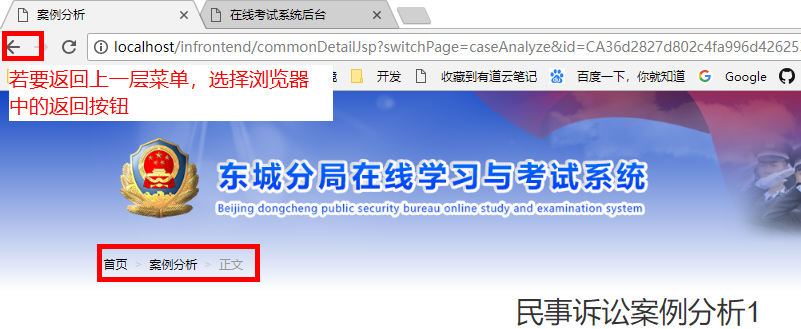 案例分析
在线考试系统后台
localhost/infrontend/commonDetailJsp?switchPage=caseAnalyze&id=CA36d2827d802c4fa996d42625
开发 收藏到有道云笔记 百度一下，你就知道 Google
若要返回上一层菜单，选择浏览器
中的返回按钮
东城分局在线学习与考试系统
Beijing dongcheng public security bureau online study and examination system
首页 > 案例分析 > 正文
民事诉讼案例分析1